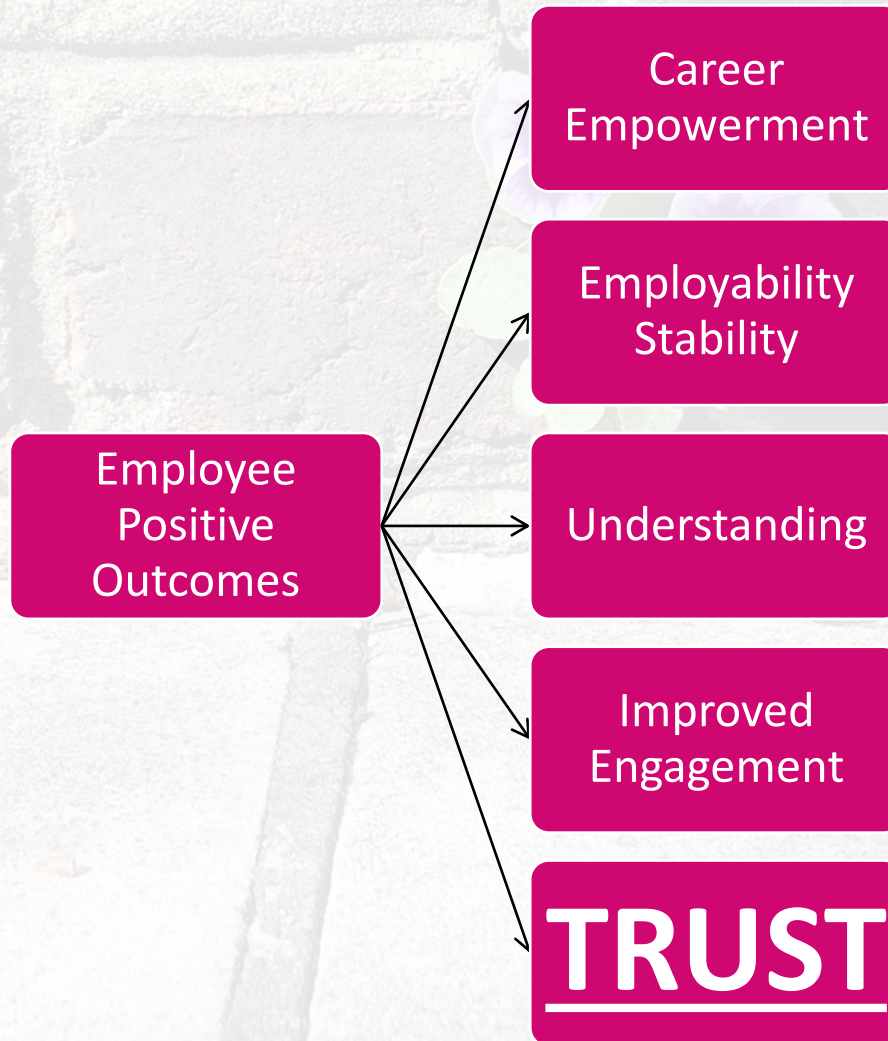 Career
Empowerment
Employability
Stability
Employee
Positive
Outcomes
Understanding
Improved
Engagement
TRUST